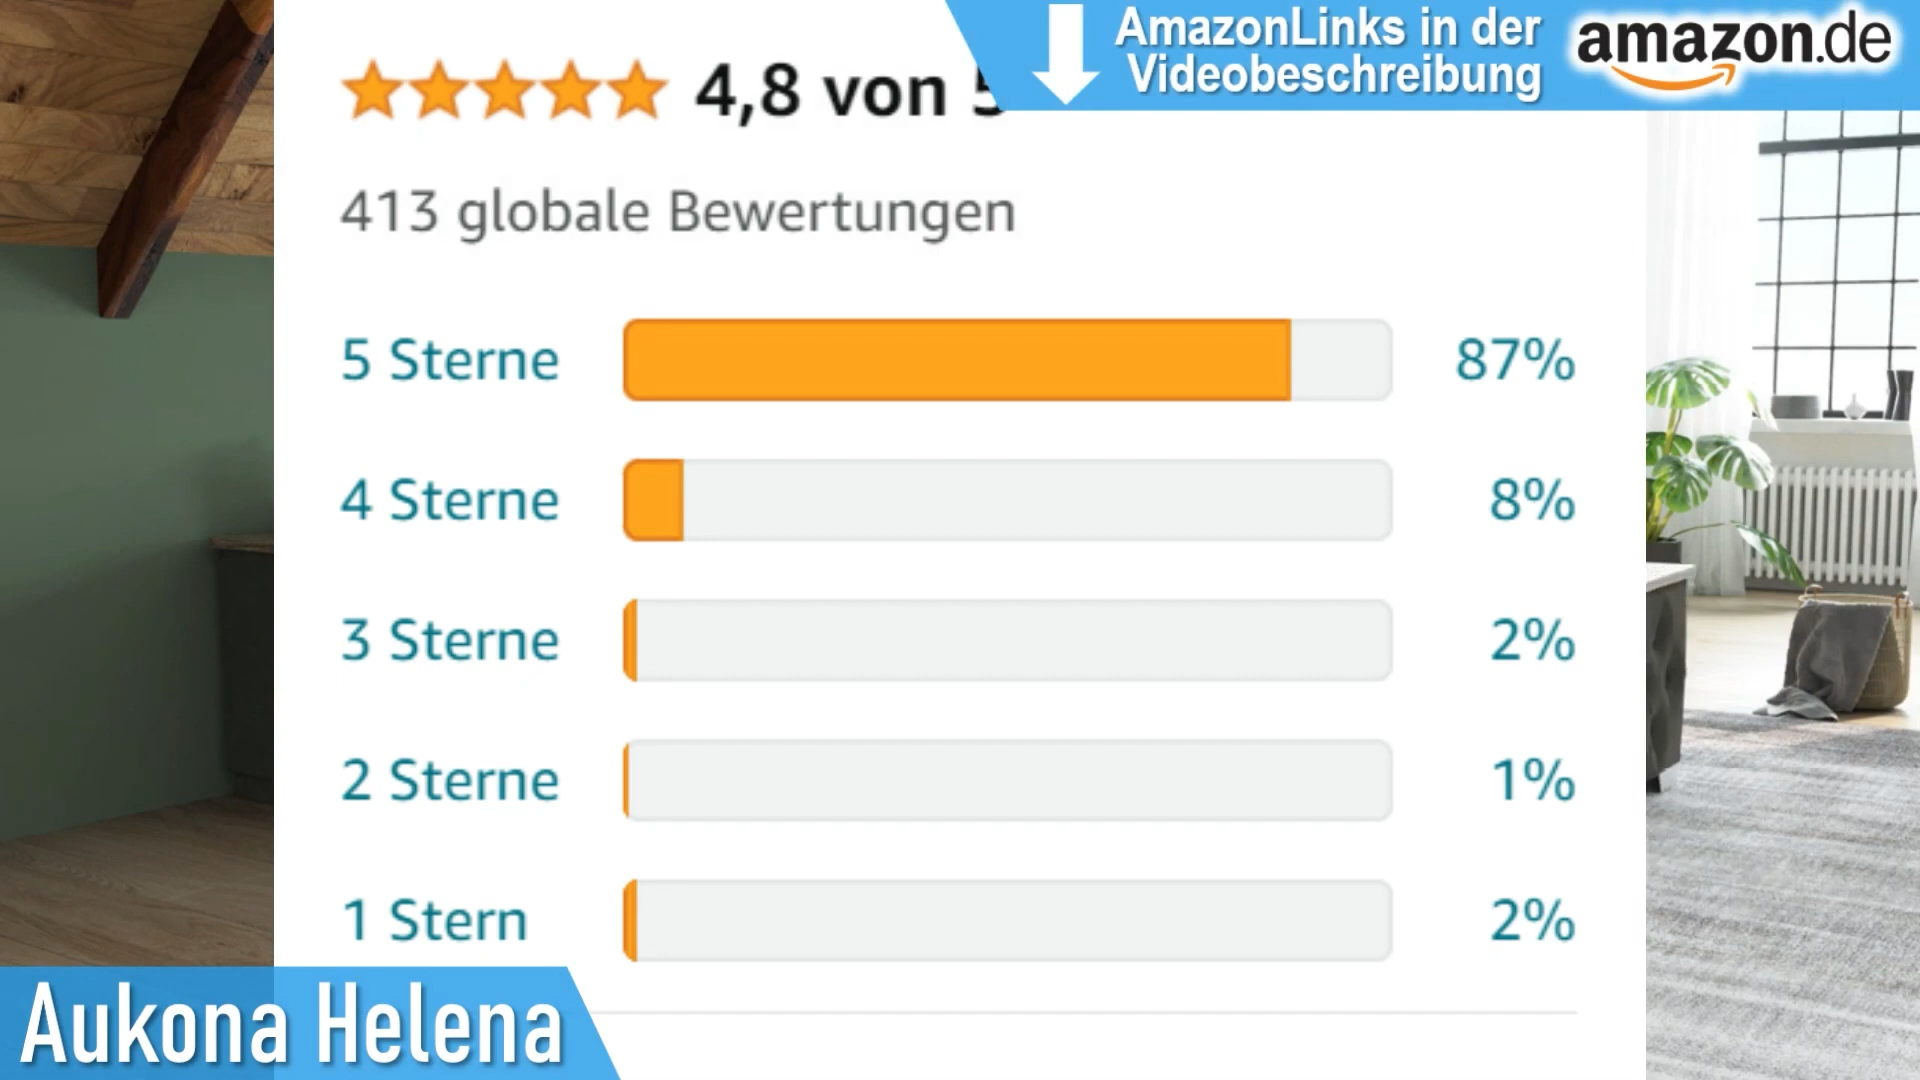 AmazonLinks in der
Videobeschreibung
amazon.de
4,8 von 5
413 globale Bewertungen
5 Sterne 87%
4 Sterne 8%
3 Sterne 2%
2 Sterne 1%
1 Stern 2%
Aukona Helena